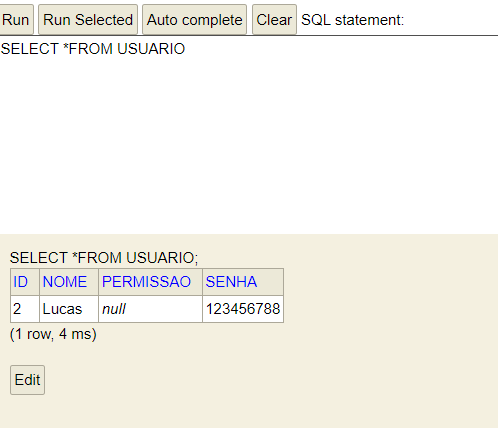 Run Run Selected Auto complete Clear SQL statement:
SELECT *FROM USUARIO
SELECT *FROM USUARIO;
ID NOME PERMISSAO SENHA
2 Lucas null 123456788
(1 row, 4 ms)
Edit